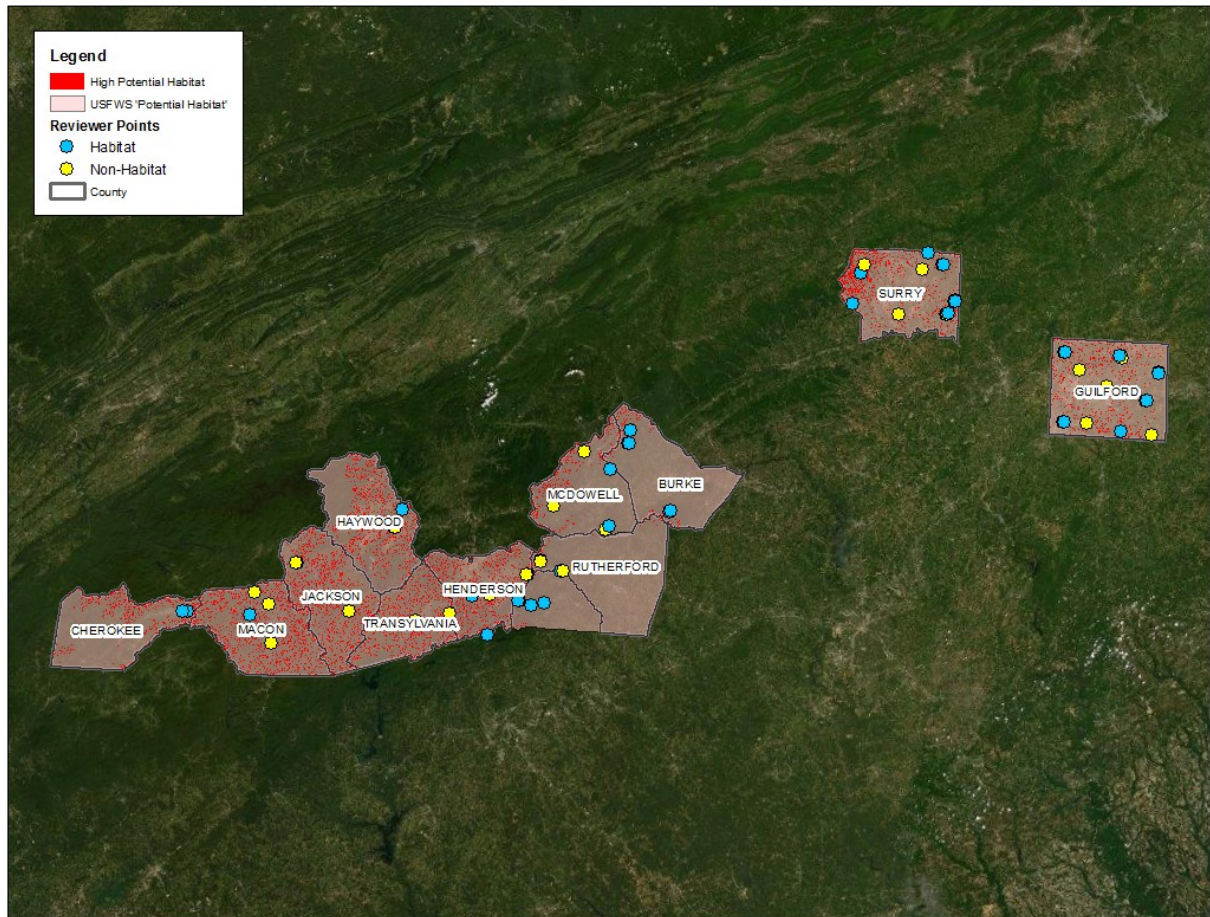 Legend
High Potential Habitat
USFWS 'Potential Habitat'
Reviewer Points
Habitat
Non-Habitat
County
SURRY
GUILFORD
BURKE
MCDOWELL
HAYWOOD
RUTHERFORD
HENDERSON
JACKSON
TRANSYLVANIA
MACON
CHEROKEE